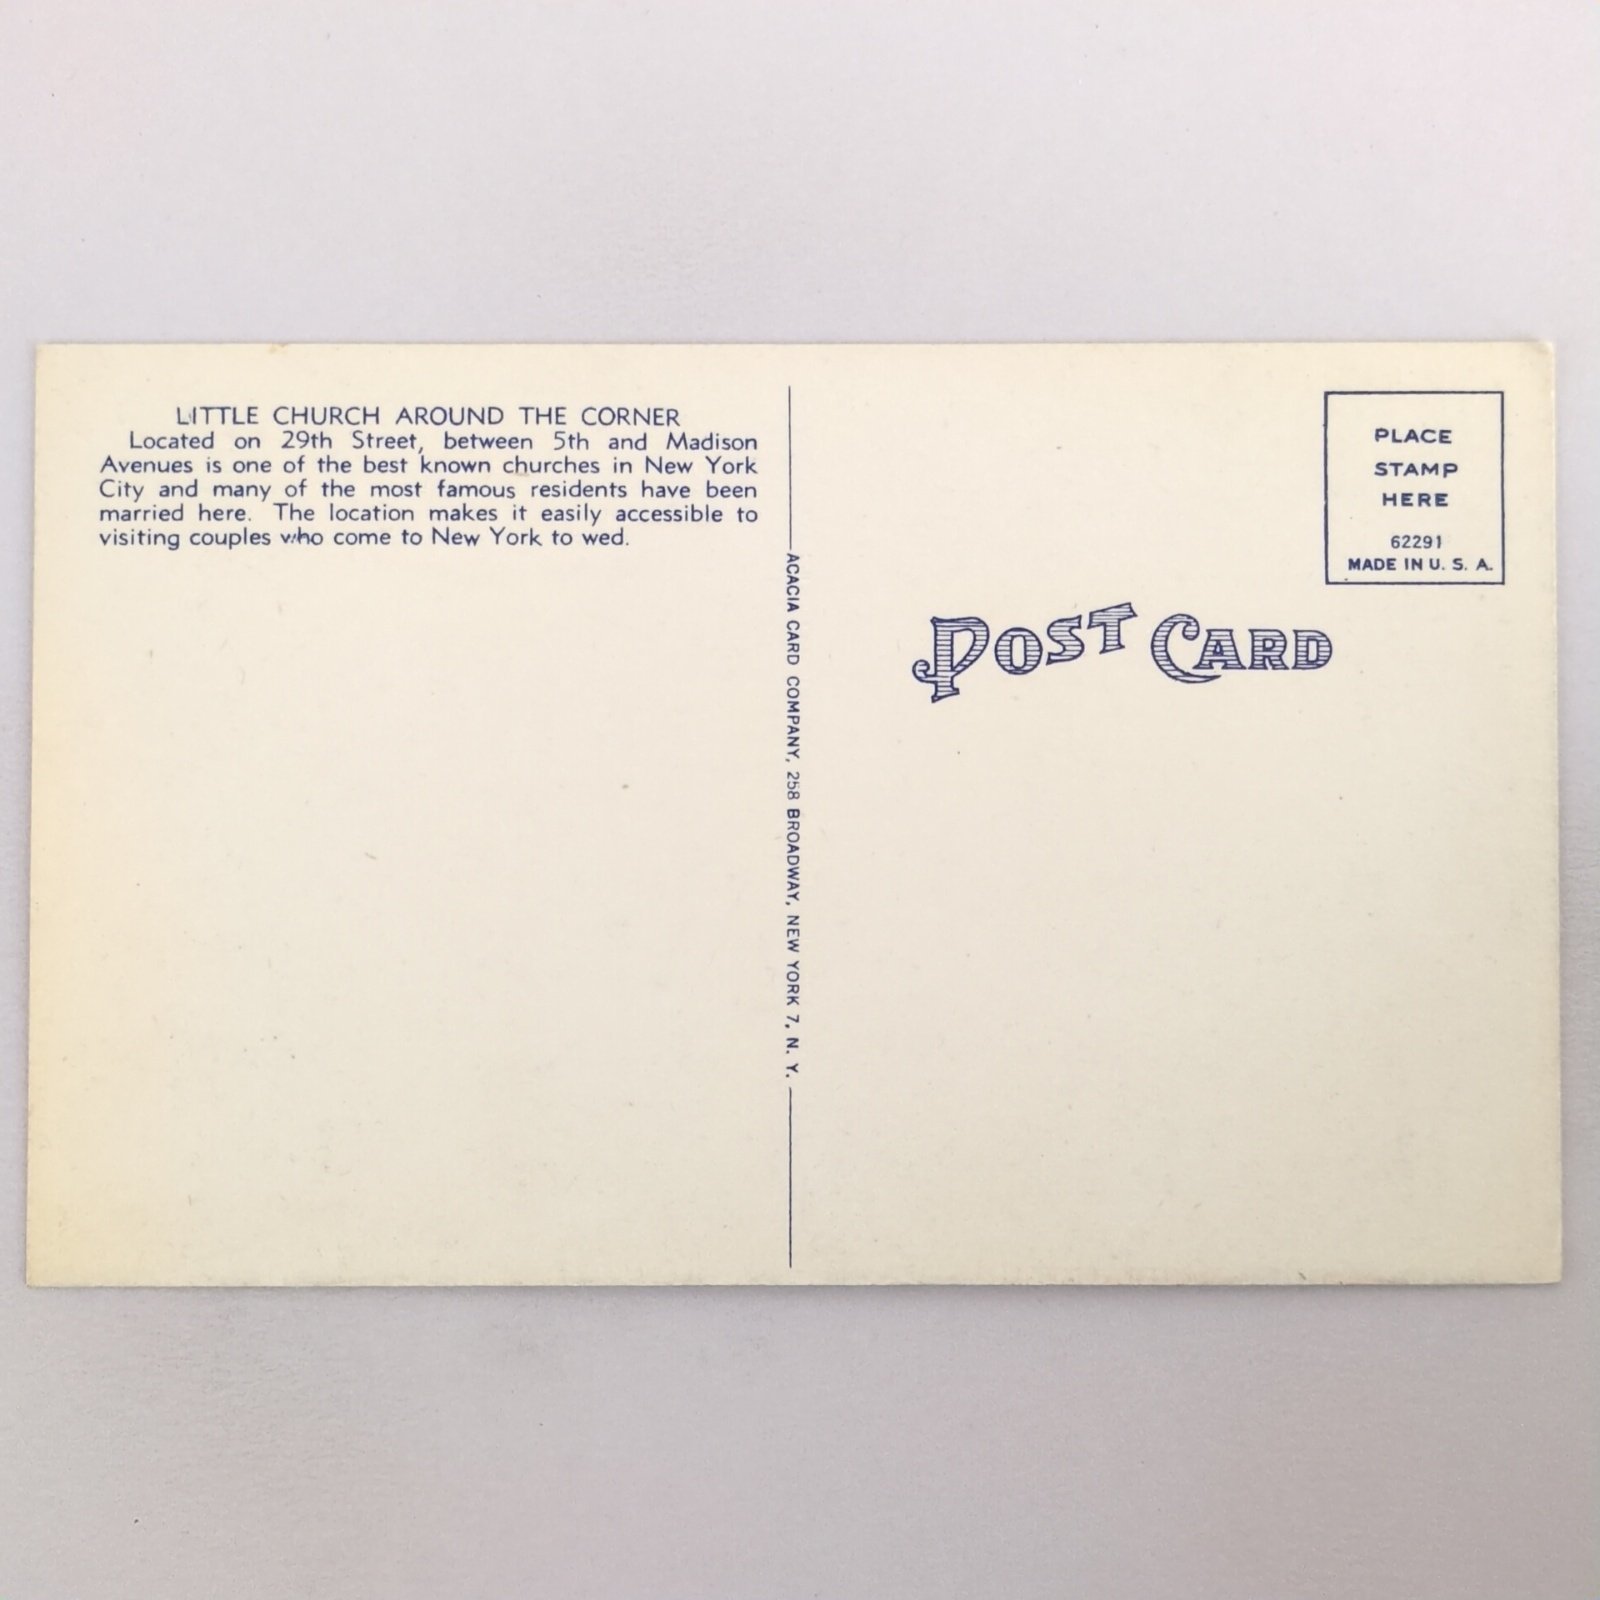 LITTLE CHURCH AROUND THE CORNER
Located on 29th Street, between 5th and Madison
Avenues is one of the best known churches in New York
City and many of the most famous residents have been
married here. The location makes it easily accessible to
visiting couples who come to New York to wed.
ACACIA CARD COMPANY, 258 BROADWAY, NEW YORK 7, N. Y.
PLACE
STAMP
HERE
62291
MADE IN U. S. A.
POST CARD